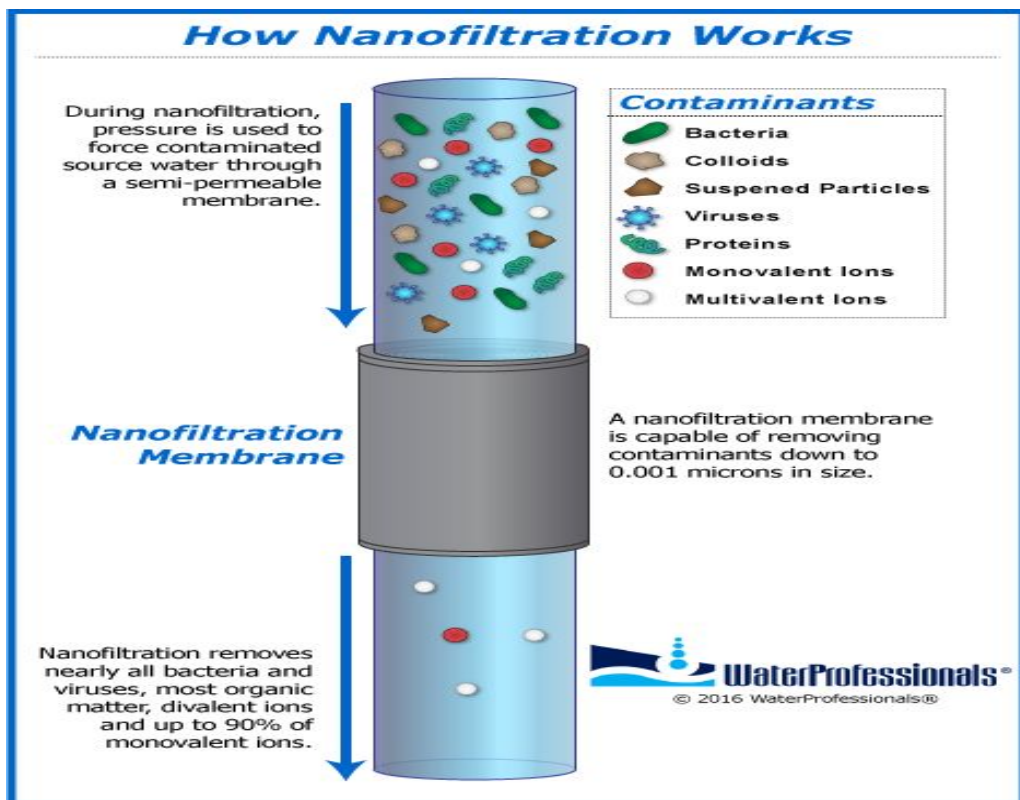 How Nanofiltration Works
During nanofiltration,
pressure is used to
force contaminated
source water through
a semi-permeable
membrane.
Contaminants
Bacteria
Colloids
Suspened Particles
Viruses
Proteins
Monovalent Ions
Multivalent Ions
Nanofiltration
Membrane
A nanofiltration membrane
is capable of removing
contaminants down to
0.001 microns in size.
Nanofiltration removes
nearly all bacteria and
viruses, most organic
matter, divalent ions
and up to 90% of
monovalent ions.
WaterProfessionals®
© 2016 WaterProfessionals®